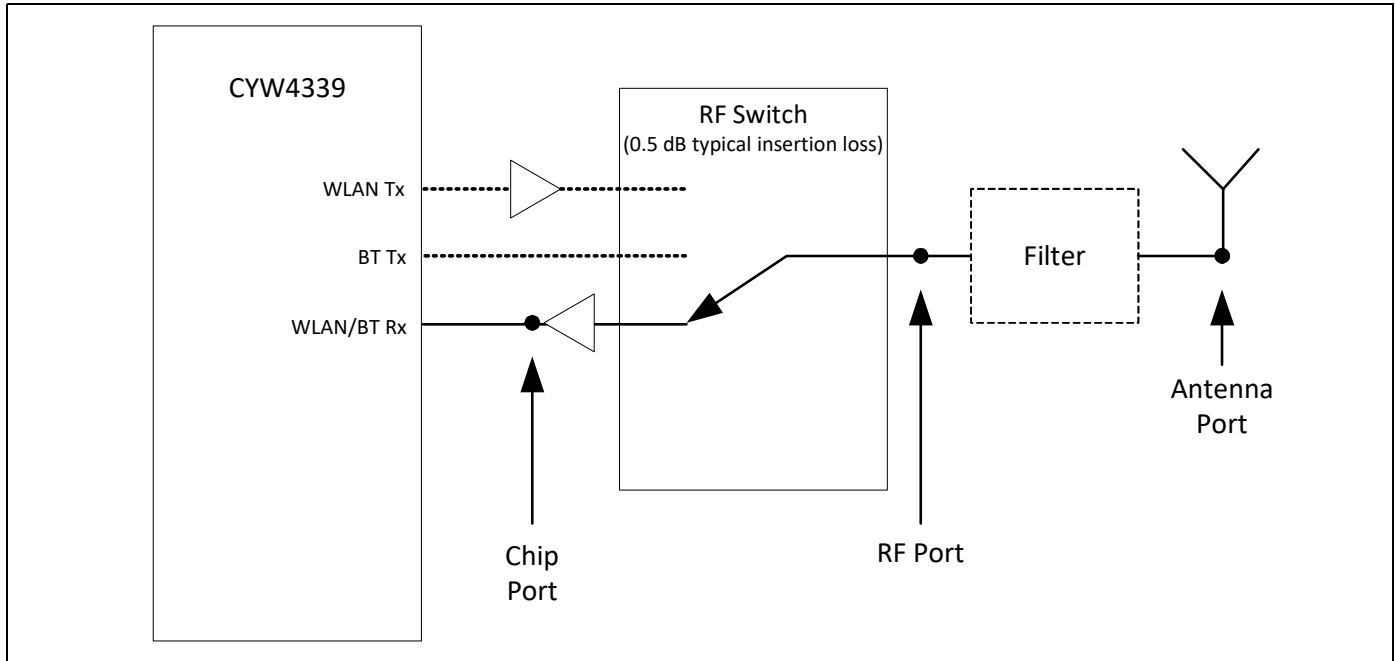 CYW4339
RF Switch
(0.5 dB typical insertion loss)
WLAN Tx
BT Tx
WLAN/BT Rx
Filter
Chip
Port
RF Port
Antenna
Port